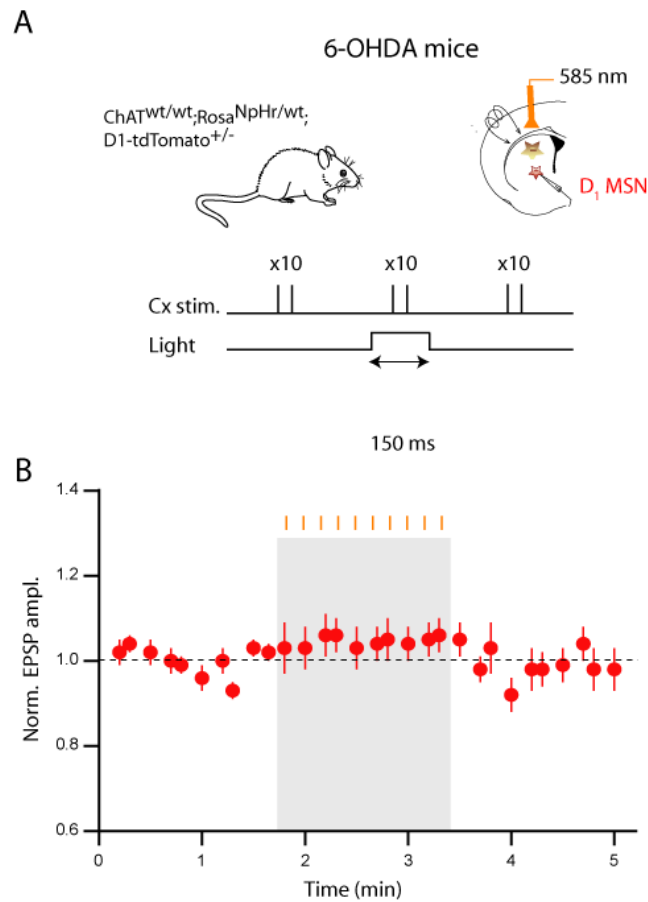 A
6-OHDA mice
585 nm
ChATwt/wt;RosaNpHr/wt;
D1-tdTomato+/-
D1 MSN
x10 x10 x10
Cx stim.
Light
150 ms
B
1.4
1.2
1.0
0.8
0.6
Norm. EPSP ampl.
0 1 2 3 4 5
Time (min)